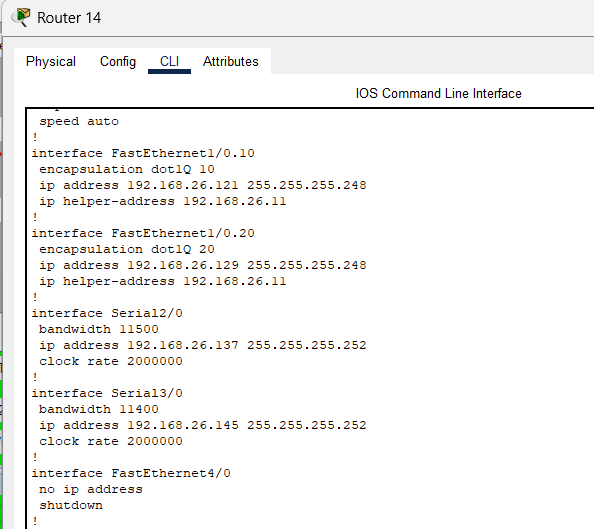 Router 14
Physical Config CLI Attributes
IOS Command Line Interface
speed auto
!
interface FastEthernet1/0.10
encapsulation dot1Q 10
ip address 192.168.26.121 255.255.255.248
ip helper-address 192.168.26.11
!
interface FastEthernet1/0.20
encapsulation dot1Q 20
ip address 192.168.26.129 255.255.255.248
ip helper-address 192.168.26.11
!
interface Serial2/0
bandwidth 11500
ip address 192.168.26.137 255.255.255.252
clock rate 2000000
!
interface Serial3/0
bandwidth 11400
ip address 192.168.26.145 255.255.255.252
clock rate 2000000
!
interface FastEthernet4/0
no ip address
shutdown
!